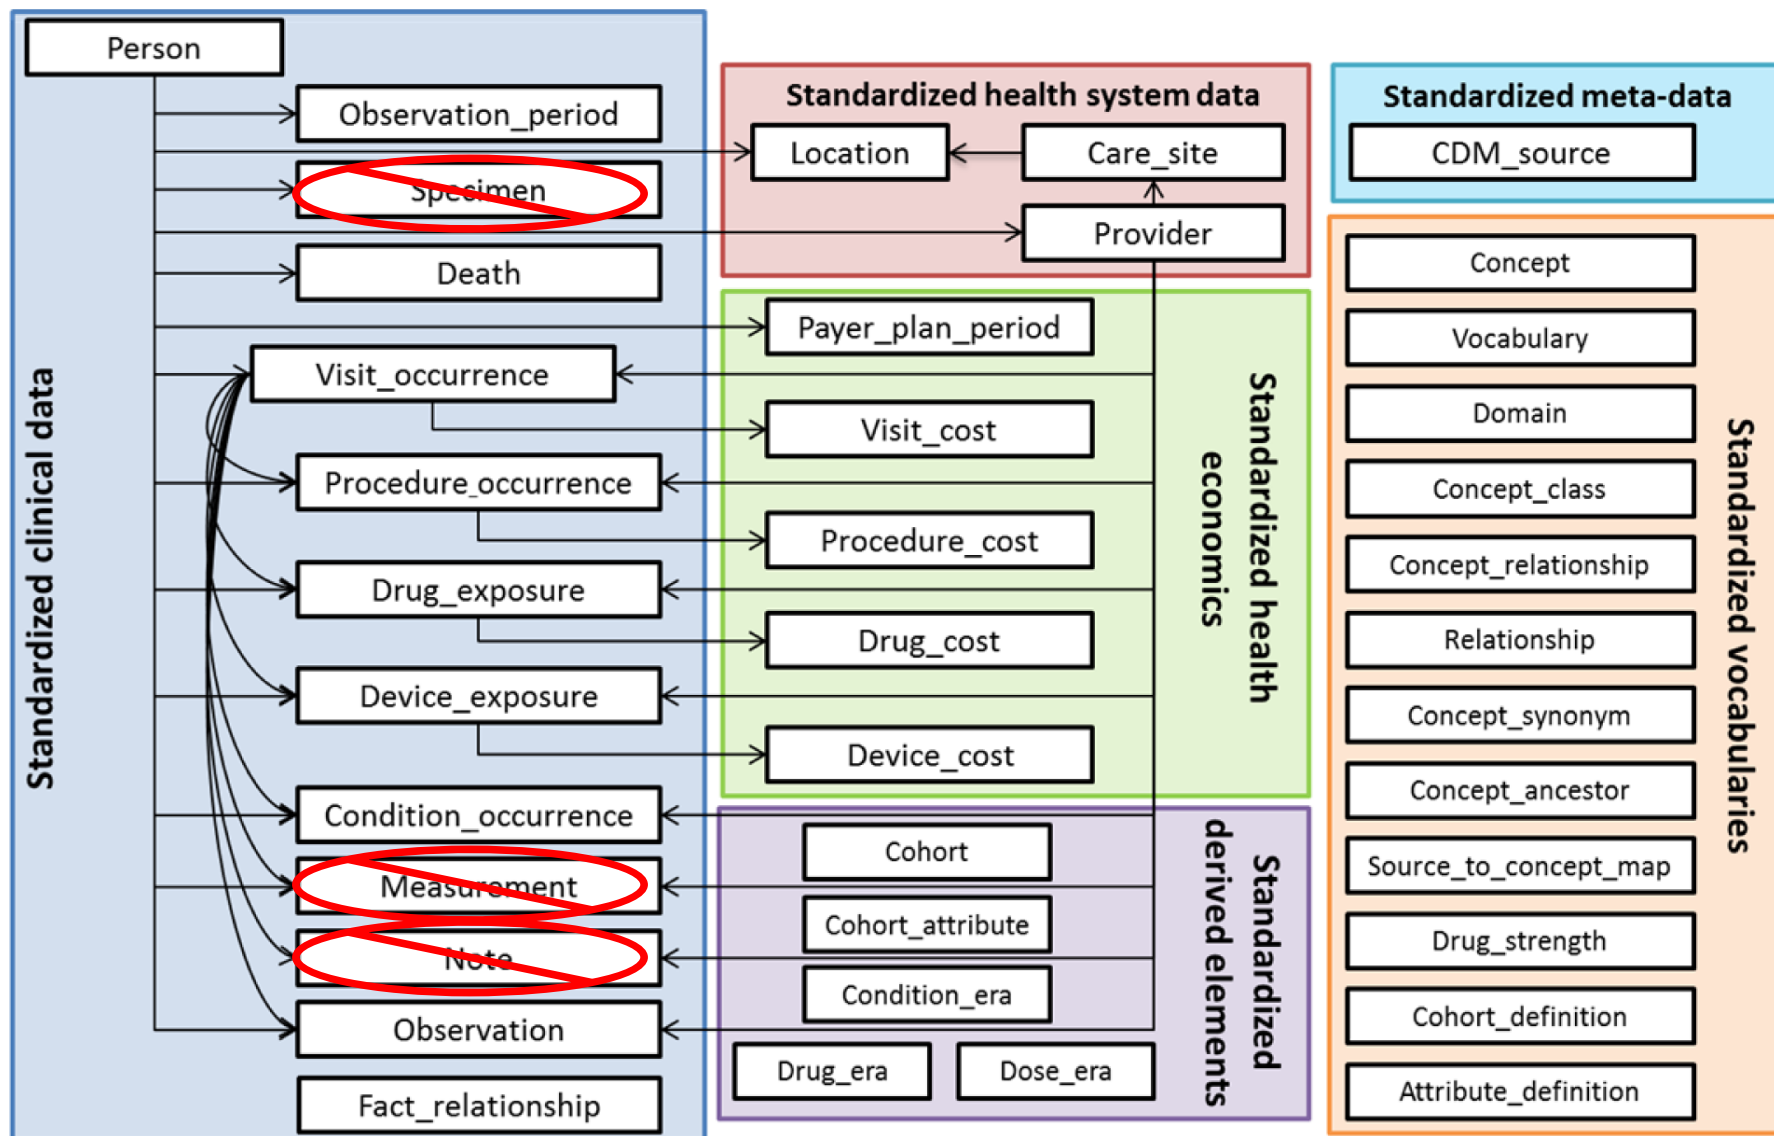 Person
Observation_period
Specimen
Death
Visit_occurrence
Procedure_occurrence
Drug_exposure
Device_exposure
Condition_occurrence
Measurement
Note
Observation
Fact_relationship
Standardized clinical data
Standardized health system data
Location
Care_site
Provider
Payer_plan_period
Visit_cost
Procedure_cost
Drug_cost
Device_cost
Standardized health
economics
Cohort
Cohort_attribute
Condition_era
Drug_era
Dose_era
Standardized
derived elements
Standardized meta-data
CDM_source
Concept
Vocabulary
Domain
Concept_class
Concept_relationship
Relationship
Concept_synonym
Concept_ancestor
Source_to_concept_map
Drug_strength
Cohort_definition
Attribute_definition
Standardized vocabularies